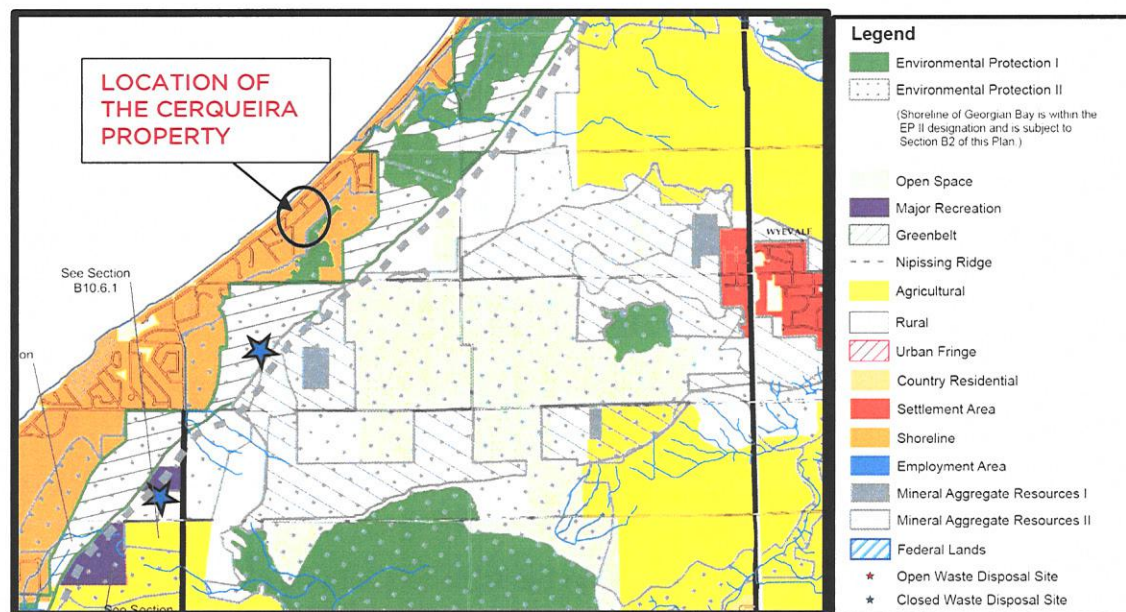 LOCATION OF
THE CERQUEIRA
PROPERTY
See Section
B10.6.1
on
WYEVALE
See Section
Legend
Environmental Protection I
Environmental Protection II
(Shoreline of Georgian Bay is within the
EP II designation and is subject to
Section B2 of this Plan.)
Open Space
Major Recreation
Greenbelt
Nipissing Ridge
Agricultural
Rural
Urban Fringe
Country Residential
Settlement Area
Shoreline
Employment Area
Mineral Aggregate Resources I
Mineral Aggregate Resources II
Federal Lands
Open Waste Disposal Site
Closed Waste Disposal Site